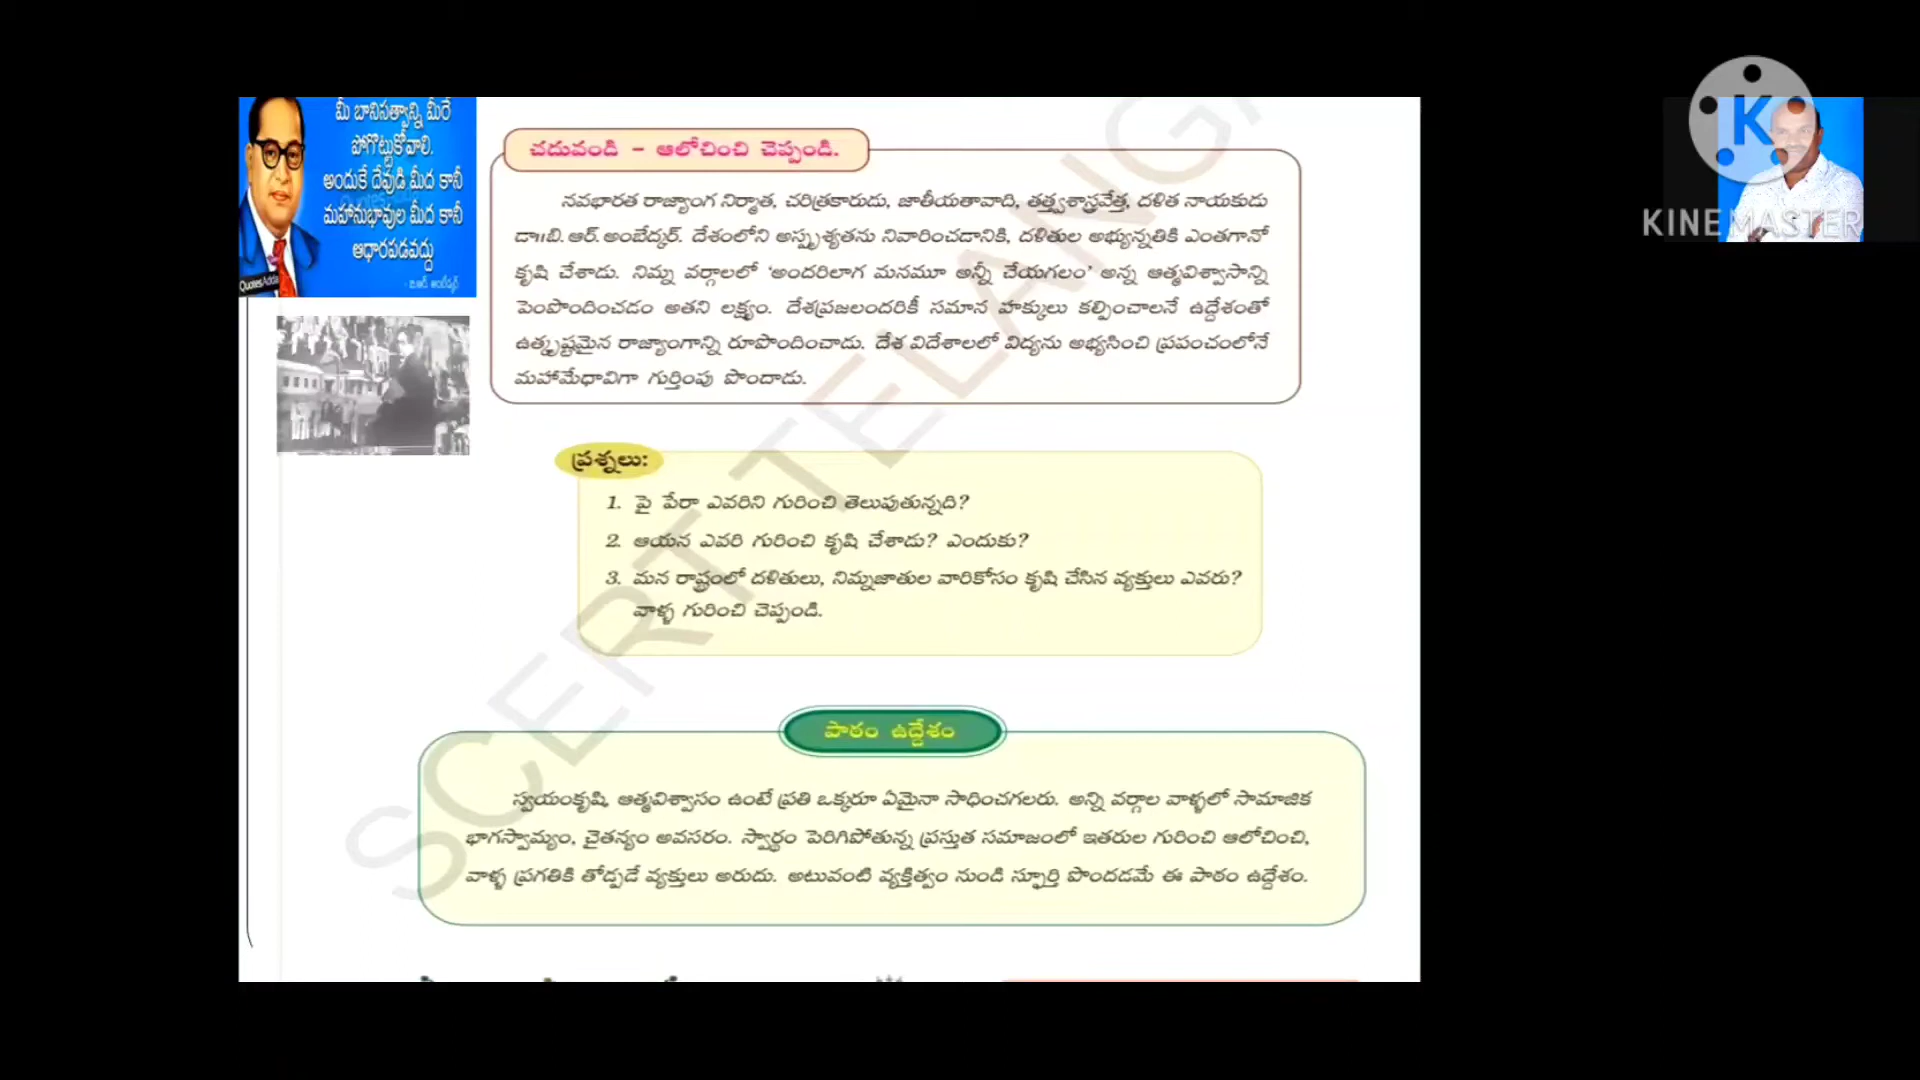 మీ బానిసత్వాన్ని మీరే
పోగొట్టుకోవాలి.
అందుకే దేవుడి మీద కానీ
మహానుభావుల మీద కానీ
ఆధారపడవద్దు
QuotesAdda
- బి.ఆర్ అంబేద్కర్
చదువండి - ఆలోచించి చెప్పండి.
నవభారత రాజ్యాంగ నిర్మాత, చరిత్రకారుడు, జాతీయతావాది, తత్త్వశాస్త్రవేత్త, దళిత నాయకుడు
డా॥బి. ఆర్. అంబేద్కర్. దేశంలోని అస్పృశ్యతను నివారించడానికి, దళితుల అభ్యున్నతికి ఎంతగానో
కృషి చేశాడు. నిమ్న వర్గాలలో 'అందరిలాగ మనమూ అన్నీ చేయగలం' అన్న ఆత్మవిశ్వాసాన్ని
పెంపొందించడం అతని లక్ష్యం. దేశప్రజలందరికీ సమాన హక్కులు కల్పించాలనే ఉద్దేశంతో
ఉత్కృష్టమైన రాజ్యాంగాన్ని రూపొందించాడు. దేశ విదేశాలలో విద్యను అభ్యసించి ప్రపంచంలోనే
మహామేధావిగా గుర్తింపు పొందాడు.
ప్రశ్నలు:
1. పై పేరా ఎవరిని గురించి తెలుపుతున్నది?
2. ఆయన ఎవరి గురించి కృషి చేశాడు? ఎందుకు?
3. మన రాష్ట్రంలో దళితులు, నిమ్నజాతుల వారికోసం కృషి చేసిన వ్యక్తులు ఎవరు?
వాళ్ళ గురించి చెప్పండి.
పాఠం ఉద్దేశం
స్వయంకృషి, ఆత్మవిశ్వాసం ఉంటే ప్రతి ఒక్కరూ ఏమైనా సాధించగలరు. అన్ని వర్గాల వాళ్ళలో సామాజిక
భాగస్వామ్యం, చైతన్యం అవసరం. స్వార్థం పెరిగిపోతున్న ప్రస్తుత సమాజంలో ఇతరుల గురించి ఆలోచించి,
వాళ్ళ ప్రగతికి తోడ్పడే వ్యక్తులు అరుదు. అటువంటి వ్యక్తిత్వం నుండి స్ఫూర్తి పొందడమే ఈ పాఠం ఉద్దేశం.
SCERT TELANGA
K
KINEMASTER